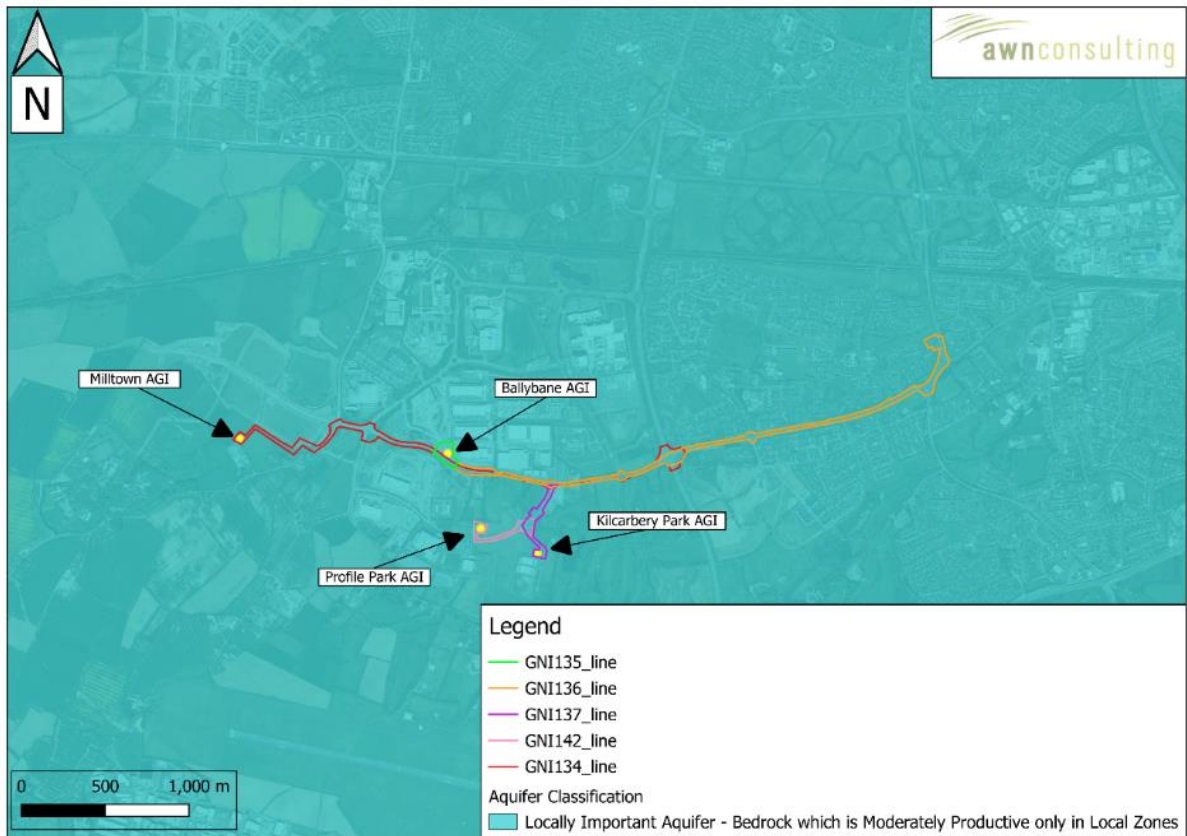 awnconsulting
N
Milltown AGI
Ballybane AGI
Kilcarbery Park AGI
Profile Park AGI
Legend
GNI135_line
GNI136_line
GNI137_line
GNI142_line
GNI134_line
Aquifer Classification
Locally Important Aquifer - Bedrock which is Moderately Productive only in Local Zones
0 500 1,000 m